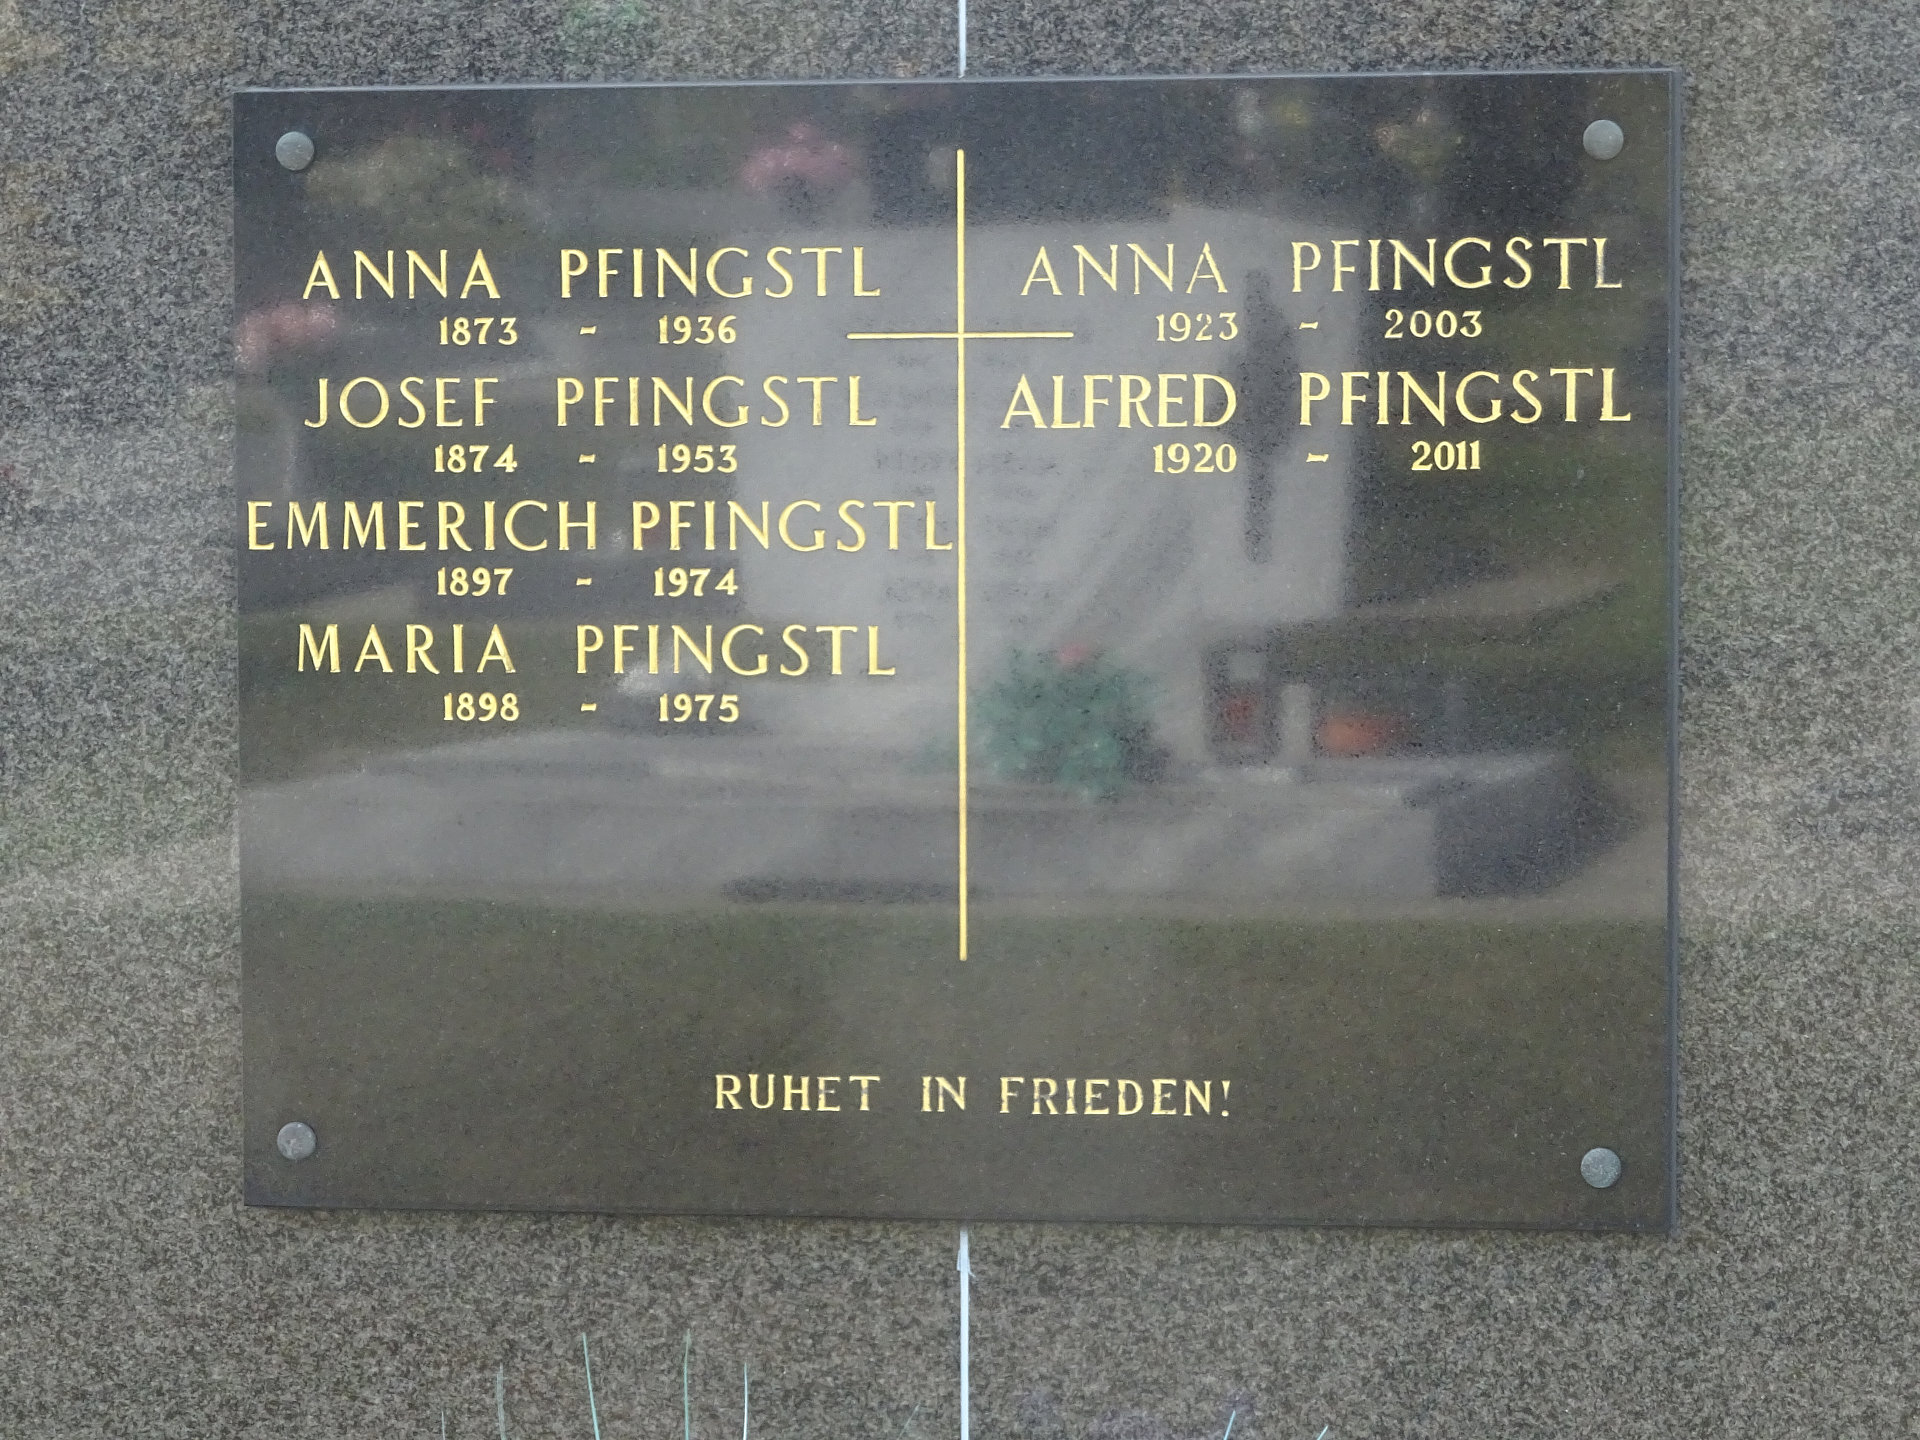 ANNA PFINGSTL
1873 - 1936
JOSEF PFINGSTL
1874 - 1953
EMMERICH PFINGSTL
1897 - 1974
MARIA PFINGSTL
1898 - 1975
ANNA PFINGSTL
1923 - 2003
ALFRED PFINGSTL
1920 - 2011
RUHET IN FRIEDEN!